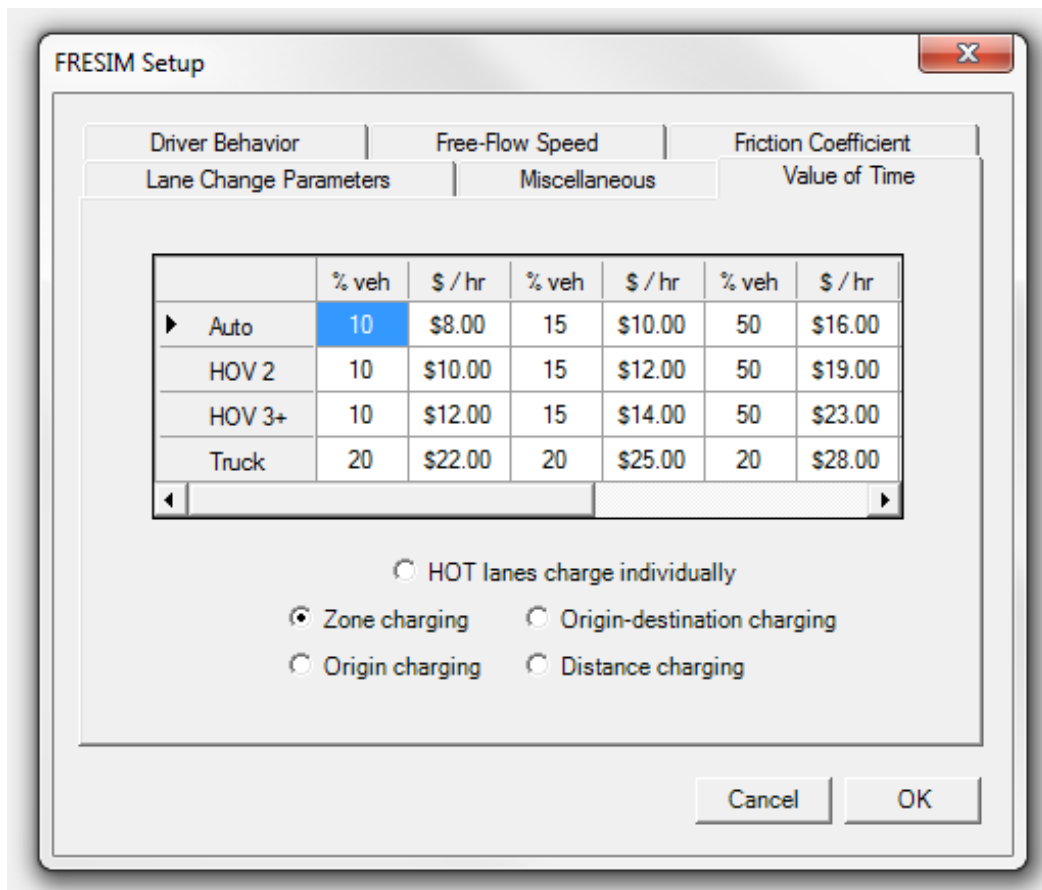 FRESIM Setup
Driver Behavior Free-Flow Speed Friction Coefficient
Lane Change Parameters Miscellaneous Value of Time
% veh $ / hr % veh $ / hr % veh $ / hr
Auto 10 $8.00 15 $10.00 50 $16.00
HOV 2 10 $10.00 15 $12.00 50 $19.00
HOV 3+ 10 $12.00 15 $14.00 50 $23.00
Truck 20 $22.00 20 $25.00 20 $28.00
HOT lanes charge individually
Zone charging Origin-destination charging
Origin charging Distance charging
Cancel OK